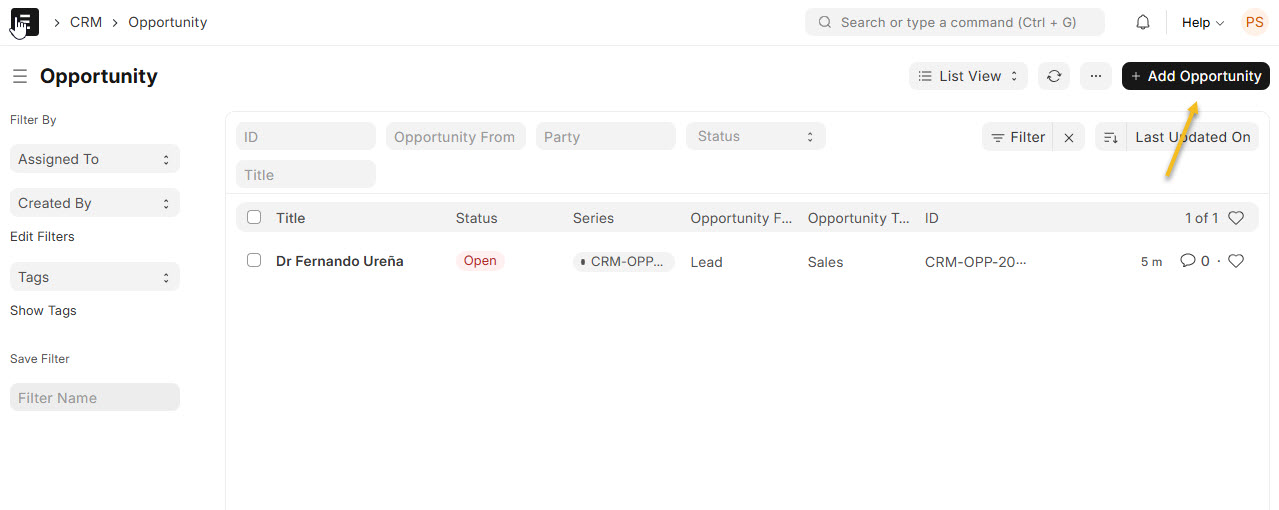 CRM Opportunity Search or type a command (Ctrl + G) Help PS
Opportunity List View ... + Add Opportunity
Filter By
Assigned To
Created By
Edit Filters
Tags
Show Tags
Save Filter
Filter Name
ID Opportunity From Party Status Filter Last Updated On
Title
Title Status Series Opportunity F... Opportunity T... ID 1 of 1
Dr Fernando Ureña Open CRM-OPP... Lead Sales CRM-OPP-20... 5 m 0 ·